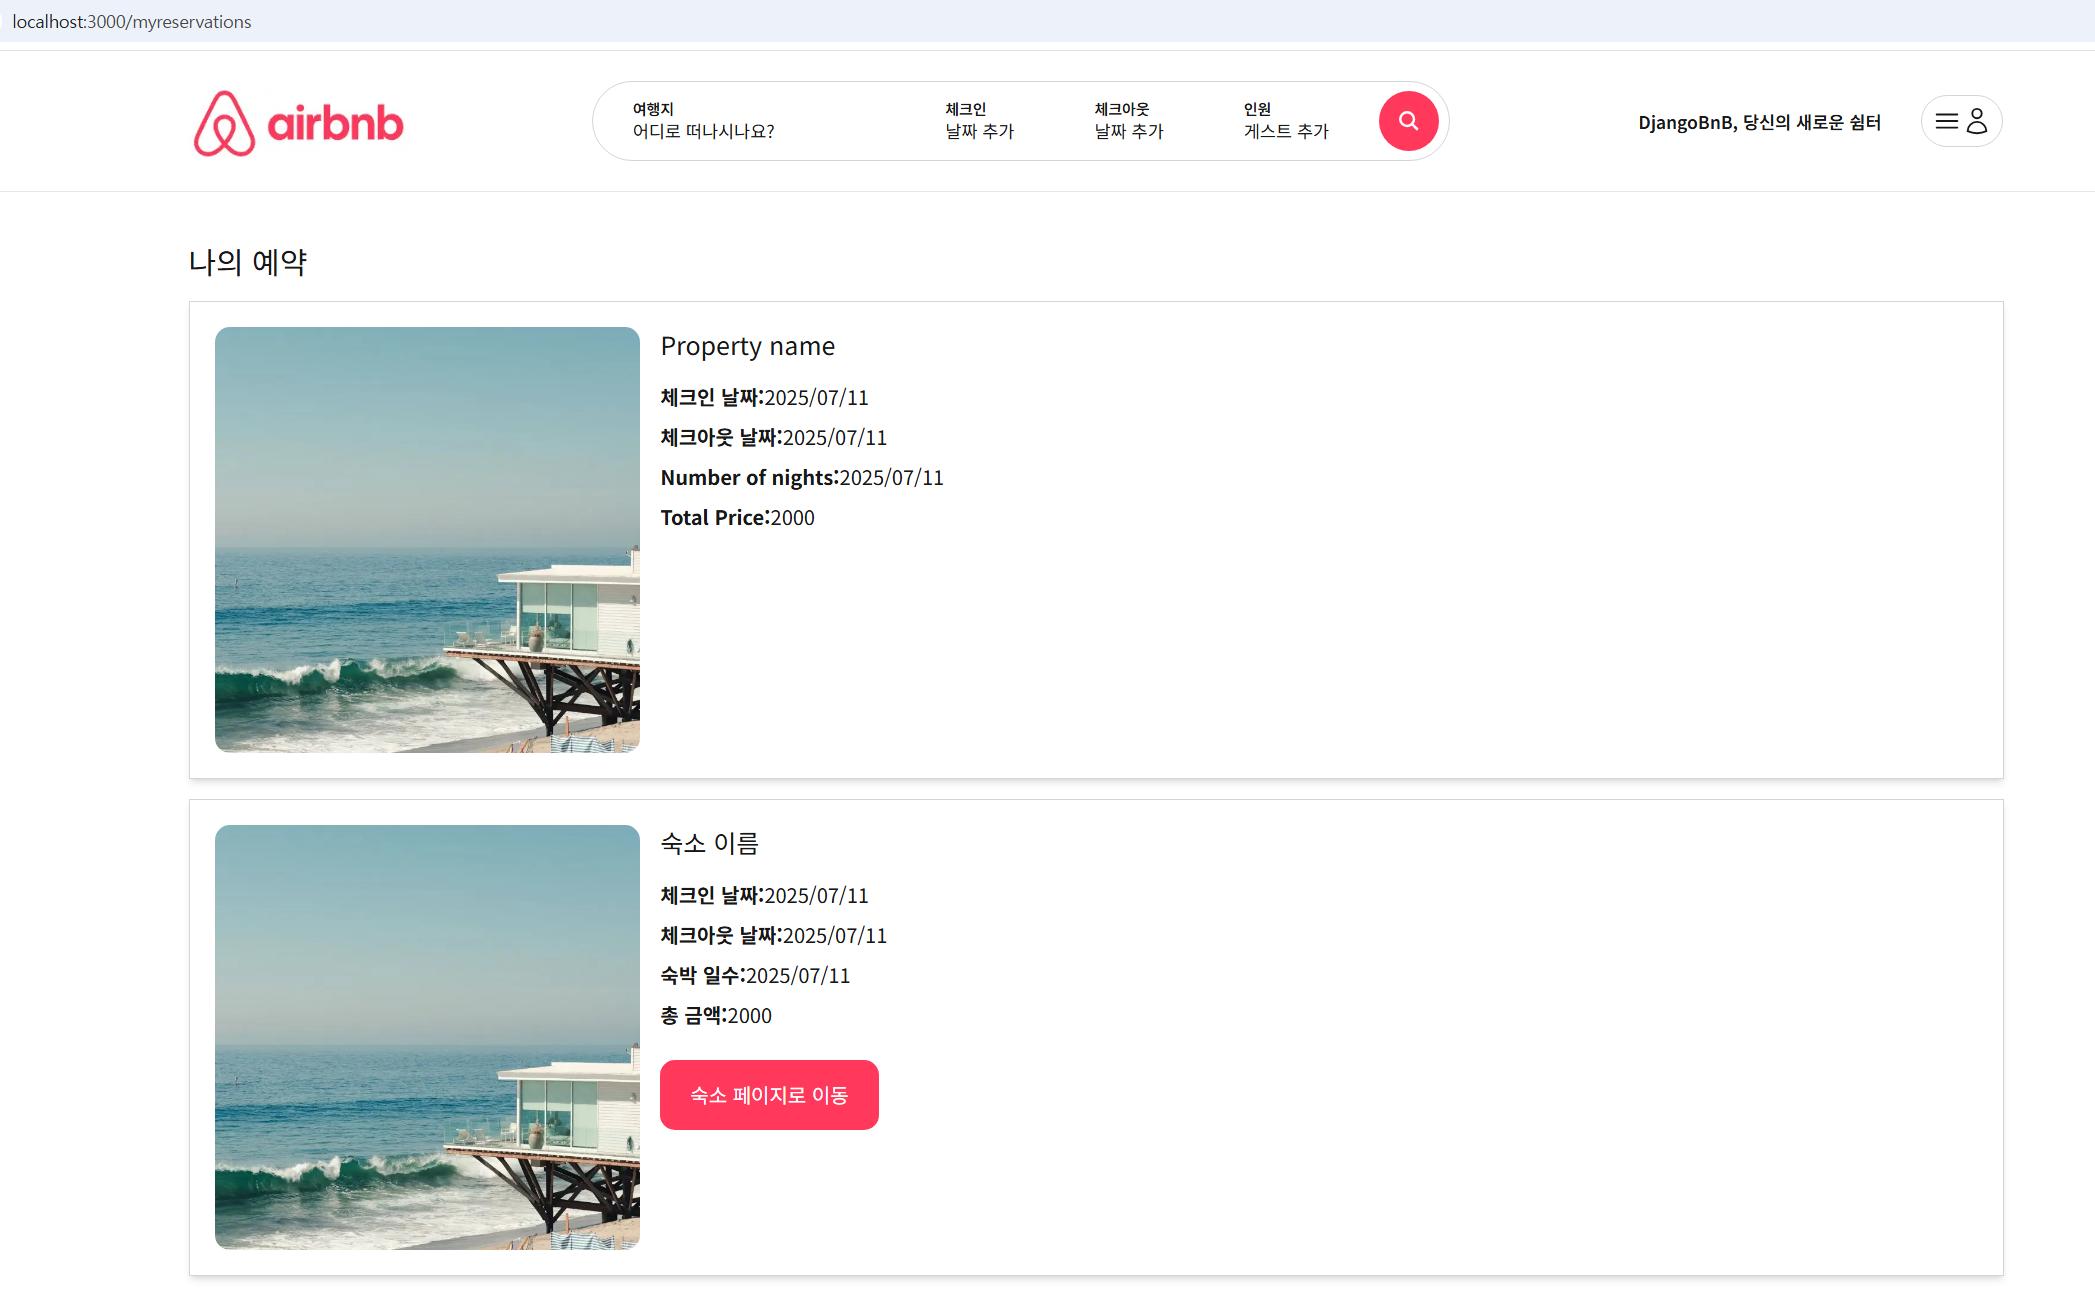 localhost:3000/myreservations
airbnb
여행지
어디로 떠나시나요?
체크인
날짜 추가
체크아웃
날짜 추가
인원
게스트 추가
DjangoBnB, 당신의 새로운 쉼터
나의 예약
Property name
체크인 날짜:2025/07/11
체크아웃 날짜:2025/07/11
Number of nights:2025/07/11
Total Price:2000
숙소 이름
체크인 날짜:2025/07/11
체크아웃 날짜:2025/07/11
숙박 일수:2025/07/11
총 금액:2000
숙소 페이지로 이동